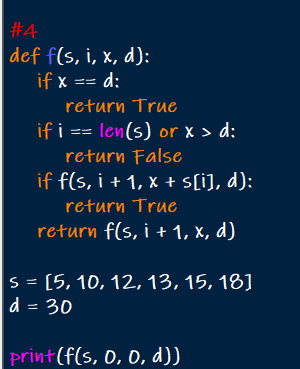 #4
def f(s, i, x, d):
    if x == d:
        return True
    if i == len(s) or x > d:
        return False
    if f(s, i + 1, x + s[i], d):
        return True
    return f(s, i + 1, x, d)

s = [5, 10, 12, 13, 15, 18]
d = 30

print(f(s, 0, 0, d))